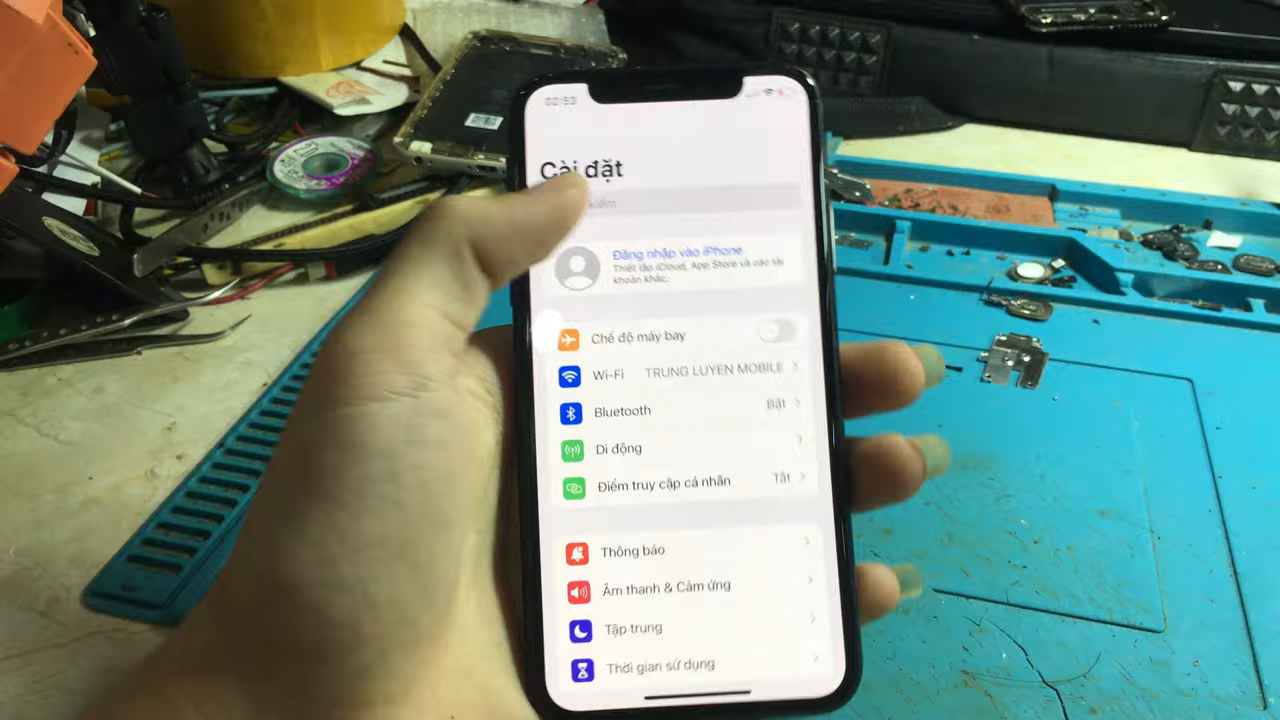 02:53
Cài đặt
kiếm
Đăng nhập vào iPhone
Thiết lập iCloud, App Store và các tài
khoản khác.
Chế độ máy bay
Wi-Fi TRUNG LUYEN MOBILE
Bluetooth Bật
Di động
Điểm truy cập cá nhân Tắt
Thông báo
Âm thanh & Cảm ứng
Tập trung
Thời gian sử dụng